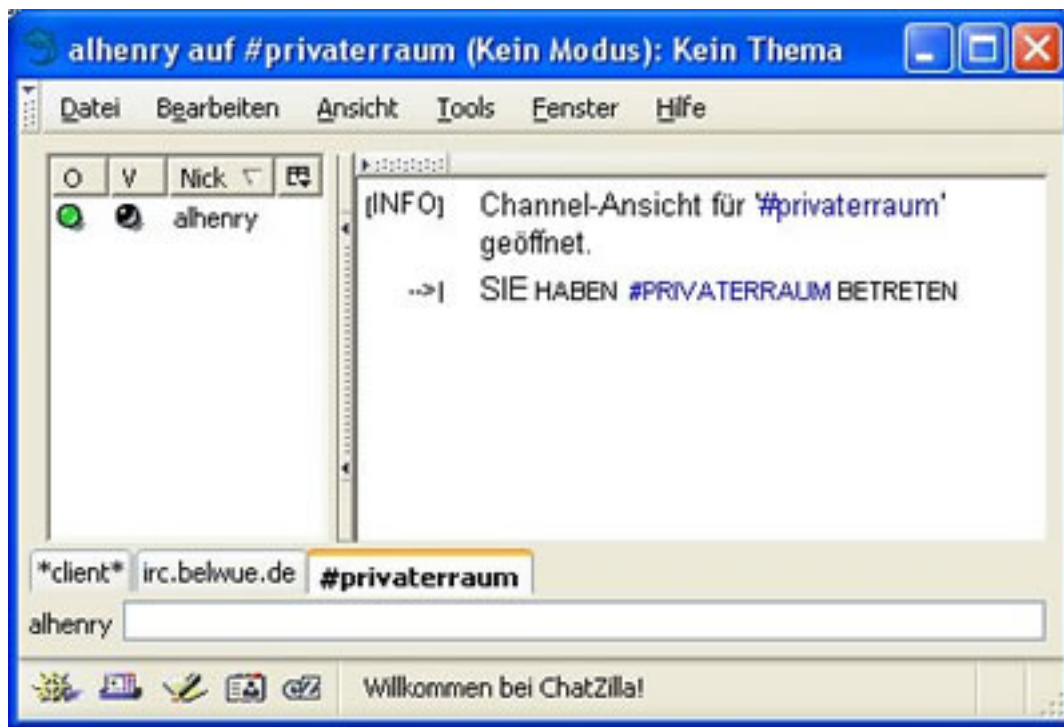 alhenry auf #privaterraum (Kein Modus): Kein Thema
Datei Bearbeiten Ansicht Tools Fenster Hilfe
O V Nick
alhenry
[INFO] Channel-Ansicht für '#privaterraum'
geöffnet.
-->| SIE HABEN #PRIVATERRAUM BETRETEN
*client* irc.belwue.de #privaterraum
alhenry
CZ Willkommen bei ChatZilla!